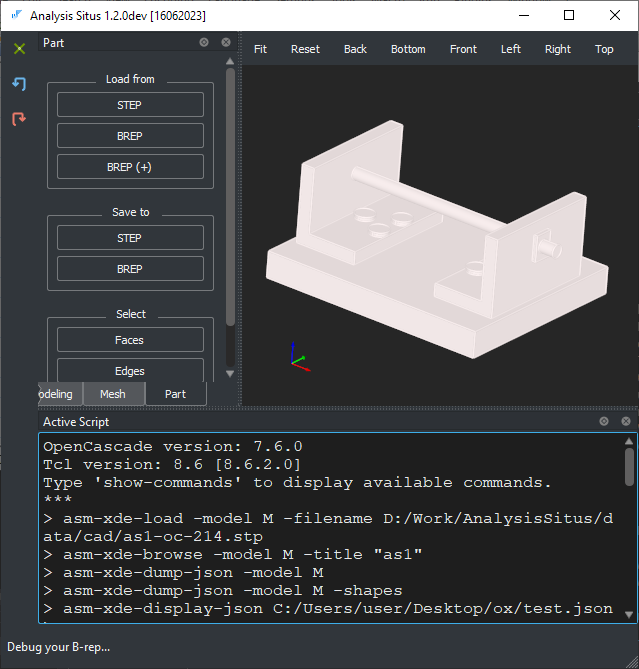 Analysis Situs 1.2.0dev [16062023]
Part
Fit Reset Back Bottom Front Left Right Top
Load from
STEP
BREP
BREP (+)
Save to
STEP
BREP
Select
Faces
Edges
odeling Mesh Part
Active Script
OpenCascade version: 7.6.0
Tcl version: 8.6 [8.6.2.0]
Type 'show-commands' to display available commands.
***
> asm-xde-load -model M -filename D:/Work/AnalysisSitus/d
ata/cad/as1-oc-214.stp
> asm-xde-browse -model M -title "as1"
> asm-xde-dump-json -model M
> asm-xde-dump-json -model M -shapes
> asm-xde-display-json C:/Users/user/Desktop/ox/test.json
Debug your B-rep...